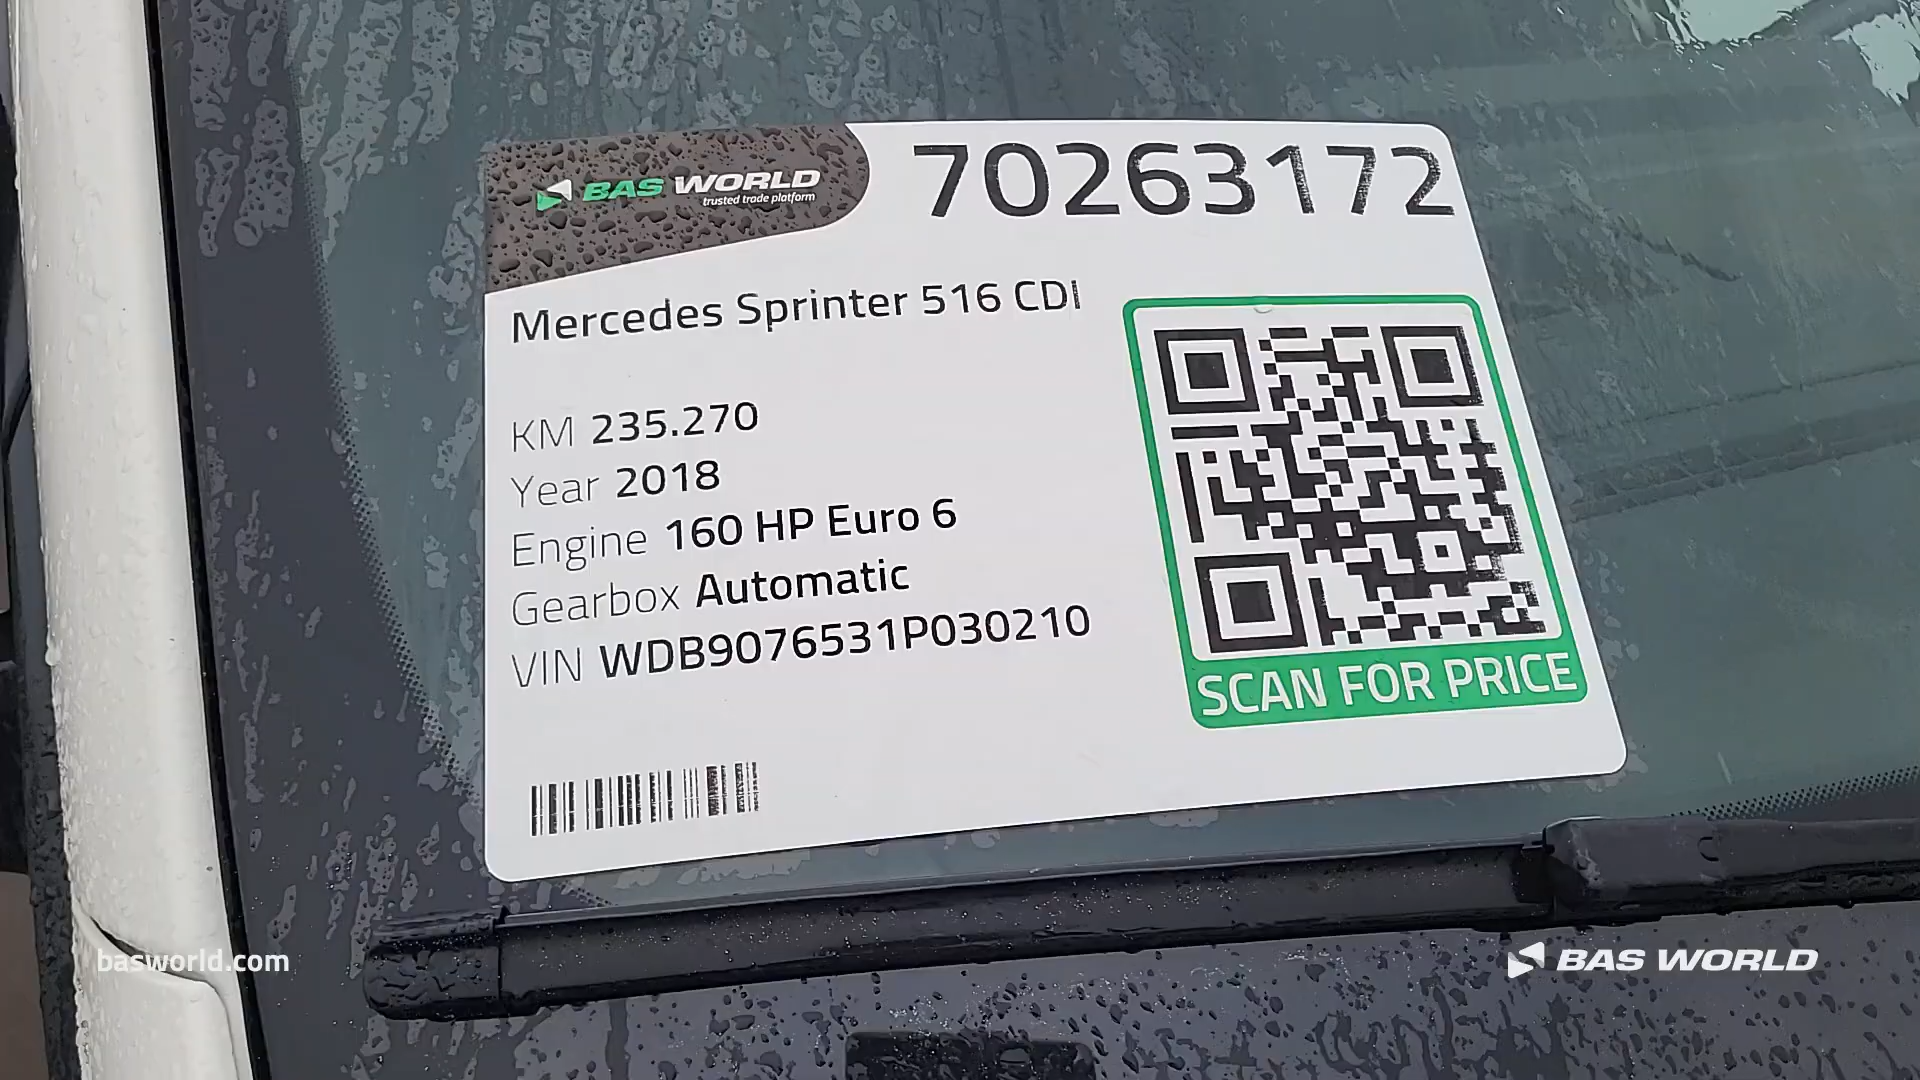 BAS WORLD
trusted trade platform
70263172
Mercedes Sprinter 516 CDI
KM 235.270
Year 2018
Engine 160 HP Euro 6
Gearbox Automatic
VIN WDB9076531P030210
SCAN FOR PRICE
basworld.com
BAS WORLD